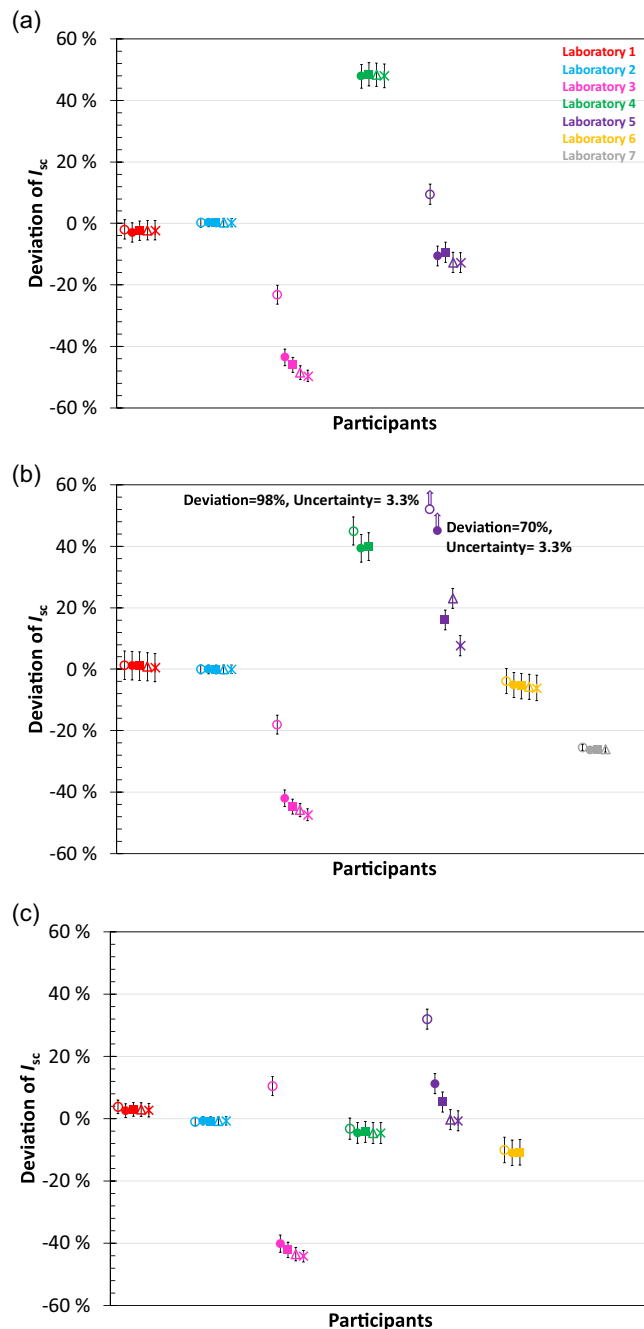 (a)
60 %
40 %
20 %
0 %
-20 %
-40 %
-60 %
Deviation of Isc
Laboratory 1
Laboratory 2
Laboratory 3
Laboratory 4
Laboratory 5
Laboratory 6
Laboratory 7
Participants
(b)
60 %
40 %
20 %
0 %
-20 %
-40 %
-60 %
Deviation of Isc
Deviation=98%, Uncertainty= 3.3%
Deviation=70%,
Uncertainty= 3.3%
Participants
(c)
60 %
40 %
20 %
0 %
-20 %
-40 %
-60 %
Deviation of Isc
Participants